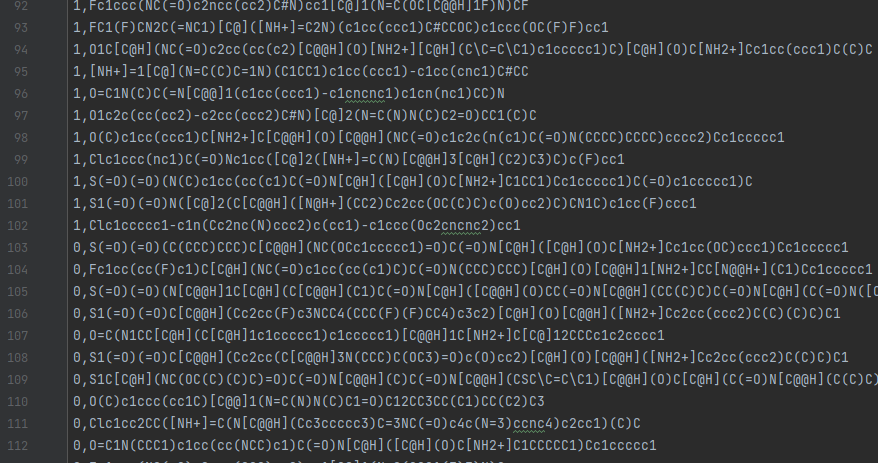 92 1,Fc1ccc(NC(=O)c2ncc(cc2)C#N)cc1[C@]1(N=C(OC[C@@H]1F)N)CF
93 1,FC1(F)CN2C(=NC1)[C@]([NH+]=C2N)(c1cc(ccc1)C#CCOC)c1ccc(OC(F)F)cc1
94 1,O1C[C@H](NC(=O)c2cc(cc(c2)[C@@H](O)[NH2+][C@H](C\C=C\C1)c1ccccc1)C)[C@H](O)C[NH2+]Cc1cc(ccc1)C(C)C
95 1,[NH+]=1[C@](N=C(C)C=1N)(C1CC1)c1cc(ccc1)-c1cc(cnc1)C#CC
96 1,O=C1N(C)C(=N[C@@]1(c1cc(ccc1)-c1cncnc1)c1cn(nc1)CC)N
97 1,O1c2c(cc(cc2)-c2cc(ccc2)C#N)[C@]2(N=C(N)N(C)C2=O)CC1(C)C
98 1,O(C)c1cc(ccc1)C[NH2+]C[C@@H](O)[C@@H](NC(=O)c1c2c(n(c1)C(=O)N(CCCC)CCCC)cccc2)Cc1ccccc1
99 1,Clc1ccc(nc1)C(=O)Nc1cc([C@]2([NH+]=C(N)[C@@H]3[C@H](C2)C3)C)c(F)cc1
100 1,S(=O)(=O)(N(C)c1cc(cc(c1)C(=O)N[C@H]([C@H](O)C[NH2+]C1CC1)Cc1ccccc1)C(=O)c1ccccc1)C
101 1,S1(=O)(=O)N([C@]2(C[C@@H]([N@H+](CC2)Cc2cc(OC(C)C)c(O)cc2)C)CN1C)c1cc(F)ccc1
102 1,Clc1ccccc1-c1n(Cc2nc(N)ccc2)c(cc1)-c1ccc(Oc2cncnc2)cc1
103 0,S(=O)(=O)(C(CCC)CCC)C[C@@H](NC(OCc1ccccc1)=O)C(=O)N[C@H]([C@H](O)C[NH2+]Cc1cc(OC)ccc1)Cc1ccccc1
104 0,Fc1cc(cc(F)c1)C[C@H](NC(=O)c1cc(cc(c1)C)C(=O)N(CCC)CCC)[C@H](O)[C@@H]1[NH2+]CC[N@@H+](C1)Cc1ccccc1
105 0,S(=O)(=O)(N[C@@H]1C[C@H](C[C@@H](C1)C(=O)N[C@H]([C@@H](O)CC(=O)N[C@@H](CC(C)C)C(=O)N[C@H](C(=O)N([C
106 0,S1(=O)(=O)C[C@@H](Cc2cc(F)c3NCC4(CCC(F)(F)CC4)c3c2)[C@H](O)[C@@H]([NH2+]Cc2cc(ccc2)C(C)(C)C)C1
107 0,O=C(N1CC[C@H](C[C@H]1c1ccccc1)c1ccccc1)[C@@H]1C[NH2+]C[C@]12CCCc1c2cccc1
108 0,S1(=O)(=O)C[C@@H](Cc2cc(C[C@@H]3N(CCC)C(OC3)=O)c(O)cc2)[C@H](O)[C@@H]([NH2+]Cc2cc(ccc2)C(C)(C)C)C1
109 0,S1C[C@H](NC(OC(C)(C)C)=O)C(=O)N[C@@H](C)C(=O)N[C@@H](CSC\C=C\C1)[C@@H](O)C[C@H](C(=O)N[C@@H](C(C)C)
110 0,O(C)c1ccc(cc1C)[C@@]1(N=C(N)N(C)C1=O)C12CC3CC(C1)CC(C2)C3
111 0,Clc1cc2CC([NH+]=C(N[C@@H](Cc3ccccc3)C=3NC(=O)c4c(N=3)ccnc4)c2cc1)(C)C
112 0,O=C1N(CCC1)c1cc(cc(NCC)c1)C(=O)N[C@H]([C@H](O)C[NH2+]C1CCCCC1)Cc1ccccc1